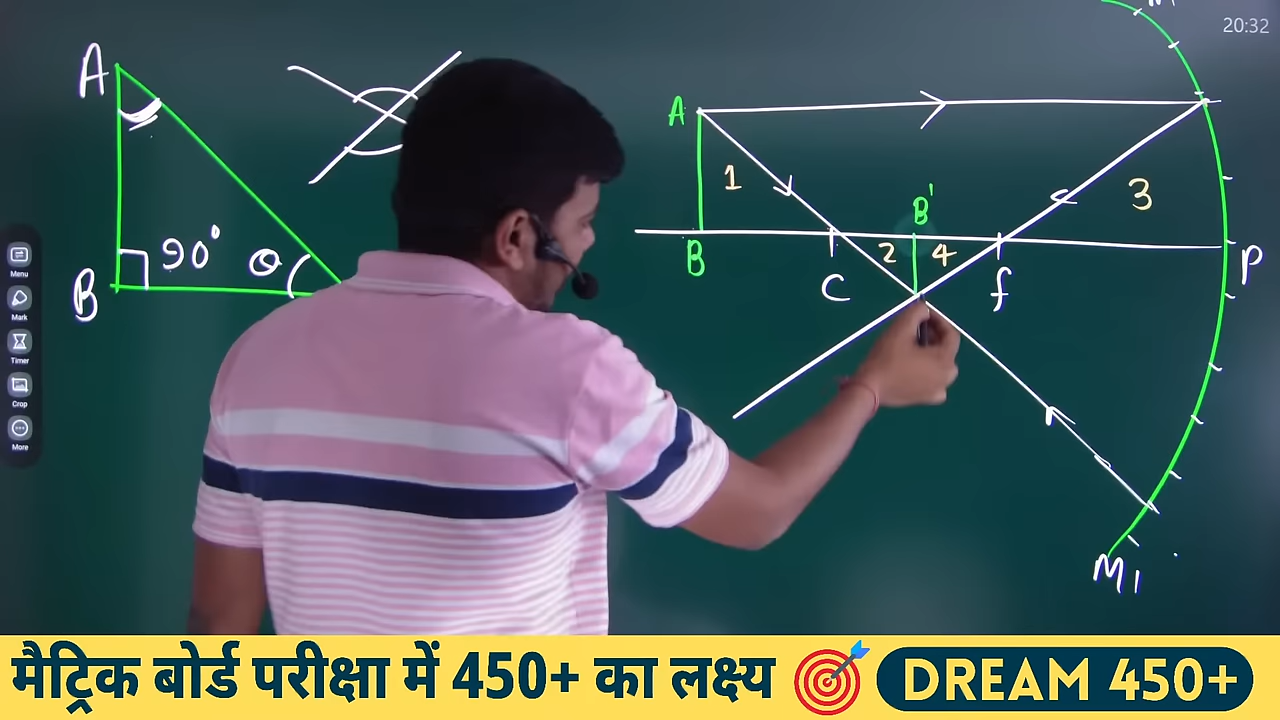 20:32
A
B
90°
θ
M
A
B
1
C
2
B'
4
f
3
P
M1
Menu
Mark
Timer
Crop
More
मैट्रिक बोर्ड परीक्षा में 450+ का लक्ष्य
DREAM 450+